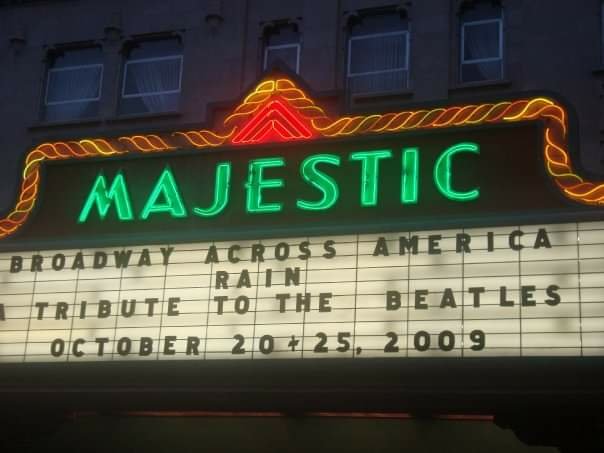 MAJESTIC
BROADWAY ACROSS AMERICA
RAIN
A TRIBUTE TO THE BEATLES
OCTOBER 20 + 25, 2009